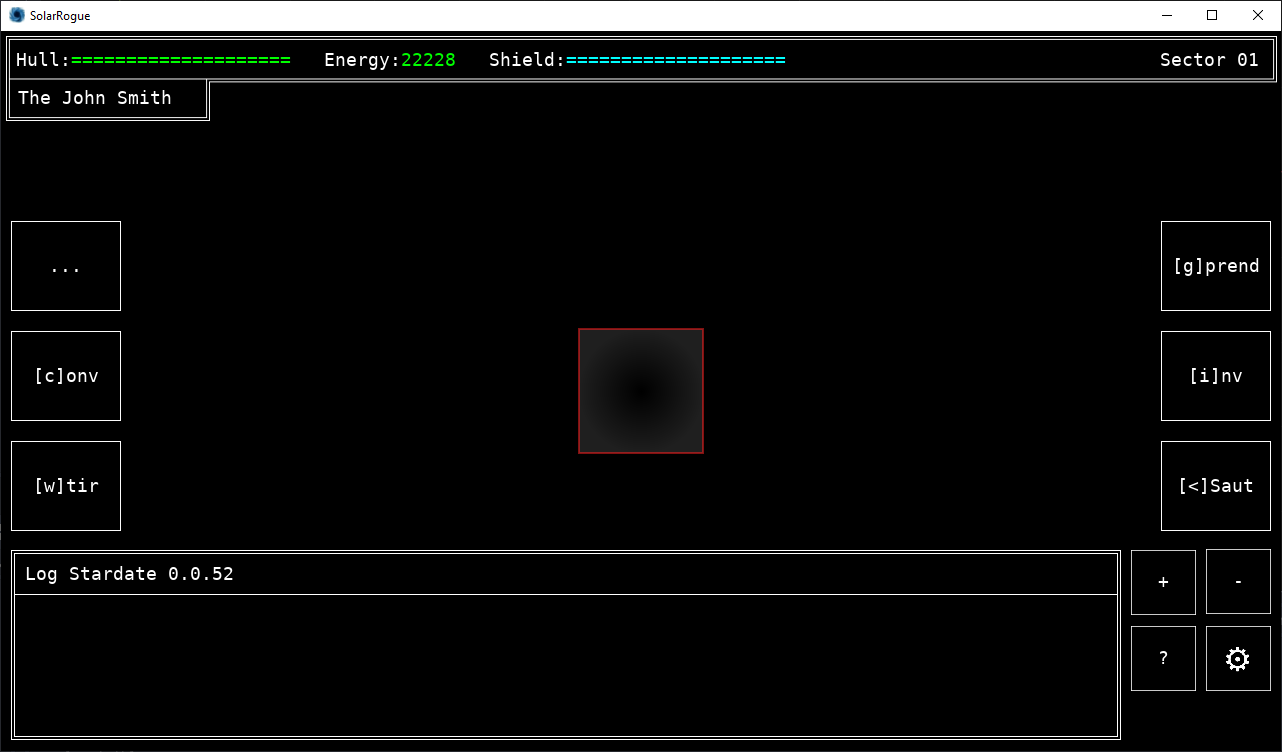 SolarRogue
Hull:==================== Energy:22228 Shield:==================== Sector 01
The John Smith
...
[g]prend
[c]onv
[i]nv
[w]tir
[<]Saut
Log Stardate 0.0.52
+
-
?